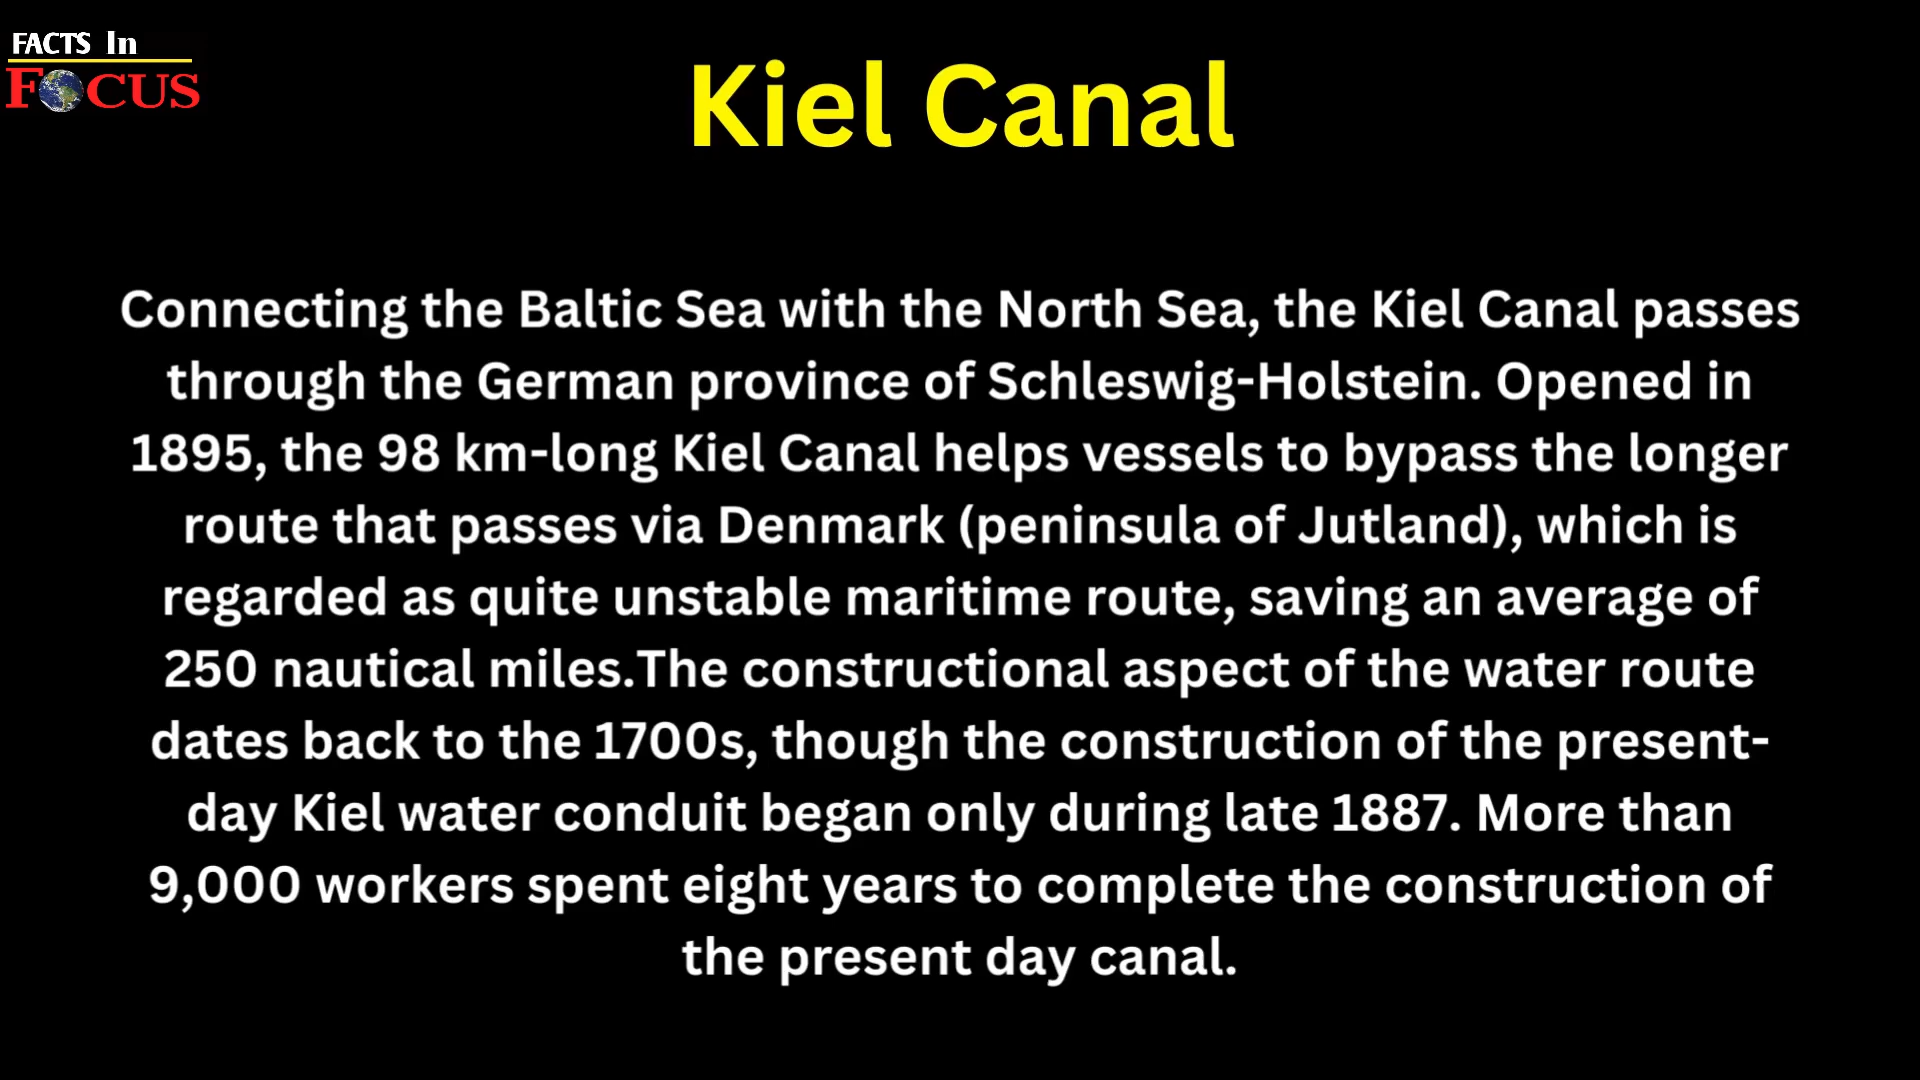 FACTS In
FOCUS
Kiel Canal
Connecting the Baltic Sea with the North Sea, the Kiel Canal passes
through the German province of Schleswig-Holstein. Opened in
1895, the 98 km-long Kiel Canal helps vessels to bypass the longer
route that passes via Denmark (peninsula of Jutland), which is
regarded as quite unstable maritime route, saving an average of
250 nautical miles.The constructional aspect of the water route
dates back to the 1700s, though the construction of the present-
day Kiel water conduit began only during late 1887. More than
9,000 workers spent eight years to complete the construction of
the present day canal.